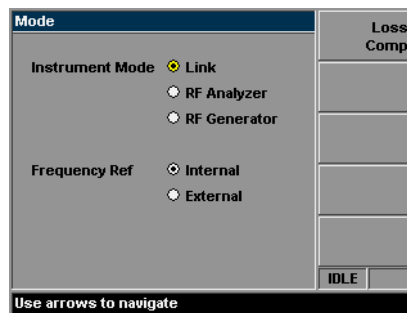 Mode
Loss
Comp
Instrument Mode Link
RF Analyzer
RF Generator
Frequency Ref Internal
External
IDLE
Use arrows to navigate